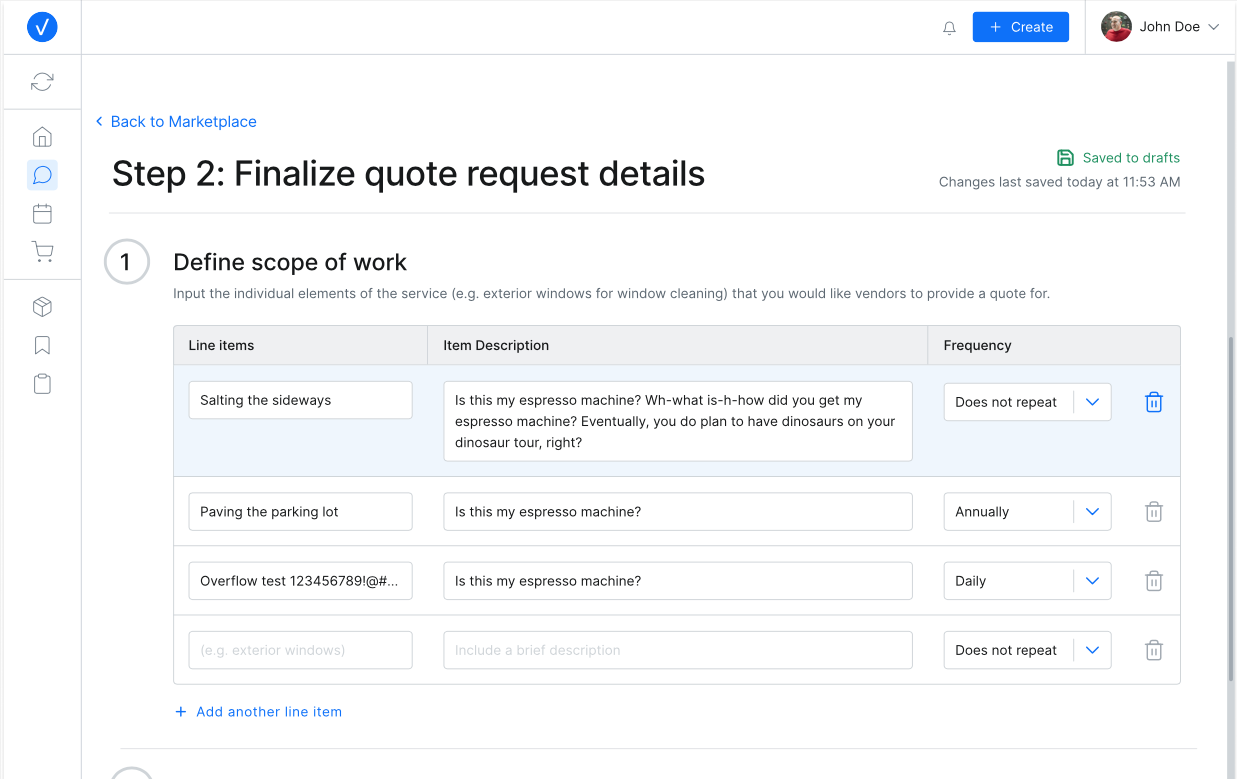 Create
John Doe
Back to Marketplace
Step 2: Finalize quote request details
Saved to drafts
Changes last saved today at 11:53 AM
1
Define scope of work
Input the individual elements of the service (e.g. exterior windows for window cleaning) that you would like vendors to provide a quote for.
Line items
Item Description
Frequency
Salting the sideways
Is this my espresso machine? Wh-what is-h-how did you get my
espresso machine? Eventually, you do plan to have dinosaurs on your
dinosaur tour, right?
Does not repeat
Paving the parking lot
Is this my espresso machine?
Annually
Overflow test 123456789!@#...
Is this my espresso machine?
Daily
(e.g. exterior windows)
Include a brief description
Does not repeat
+ Add another line item